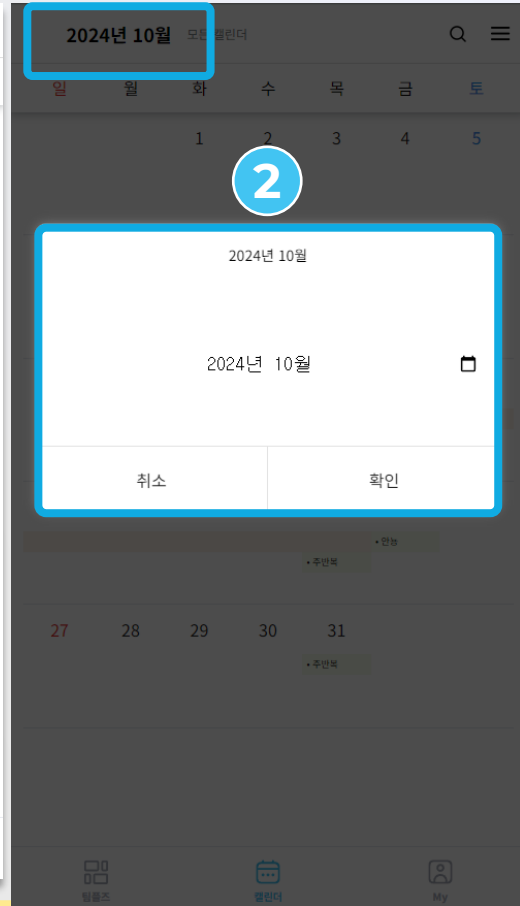 2024년 10월 모든 캘린더
일 월 화 수 목 금 토
1 2 3 4 5
2
2024년 10월
2024년 10월
취소 확인
• 안뇽
• 주반복
27 28 29 30 31
• 주반복
팀플즈 캘린더 My